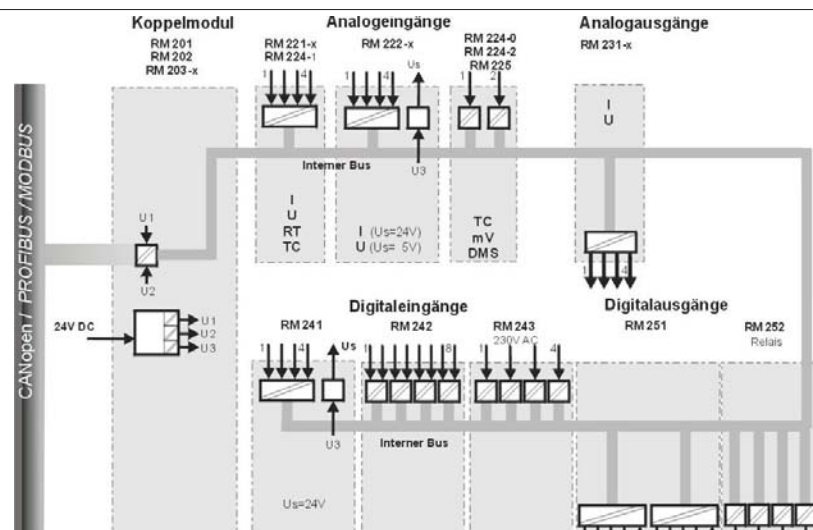 Koppelmodul
RM 201
RM 202
RM 203-x
Analogeingänge
RM 221-x
RM 224-1
RM 222-x
RM 224-0
RM 224-2
RM 225
Analogausgänge
RM 231-x
1 4
1 4
Us
1 2
I
U
Interner Bus
U3
CANopen / PROFIBUS / MODBUS
U1
U2
I
U
RT
TC
I (Us=24V)
U (Us= 5V)
TC
mV
DMS
1 4
24V DC
U1
U2
U3
Digitaleingänge
RM 241
RM 242
RM 243
230V AC
Digitalausgänge
RM 251
RM 252
Relais
1 4
Us
1 8
1 4
U3
Interner Bus
Us=24V